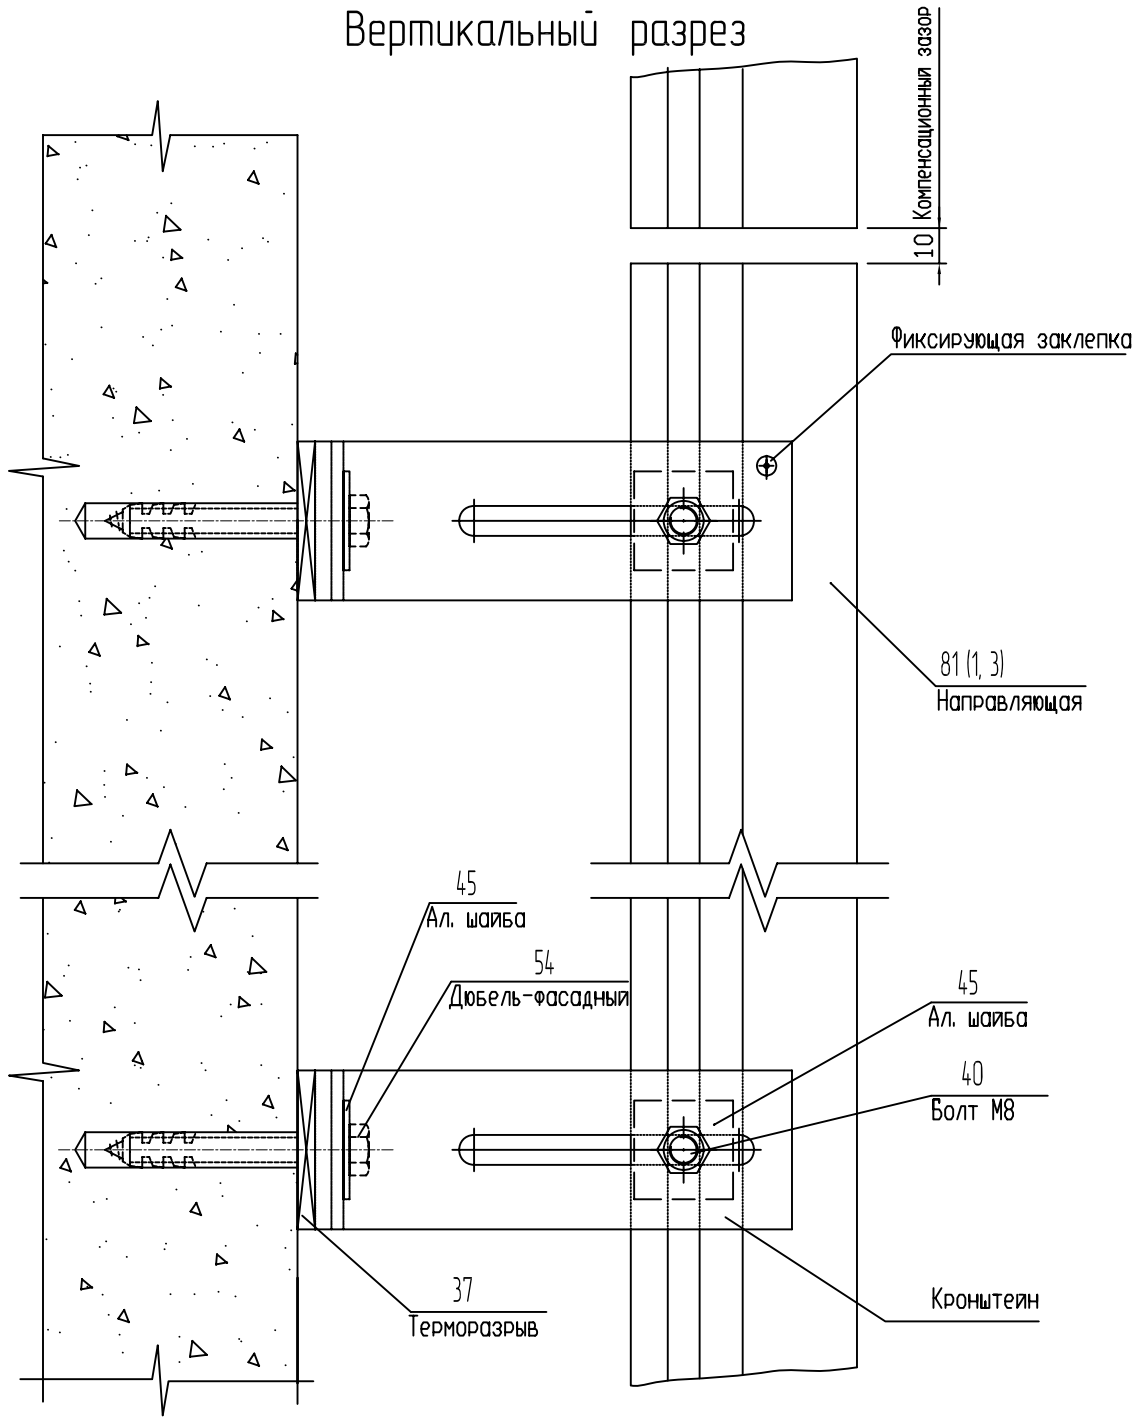 Вертикальный разрез
10 Компенсационный зазор
Фиксирующая заклепка
81 (1, 3)
Направляющая
45
Ал. шайба
54
Дюбель-фасадный
45
Ал. шайба
40
Болт М8
37
Терморазрыв
Кронштейн